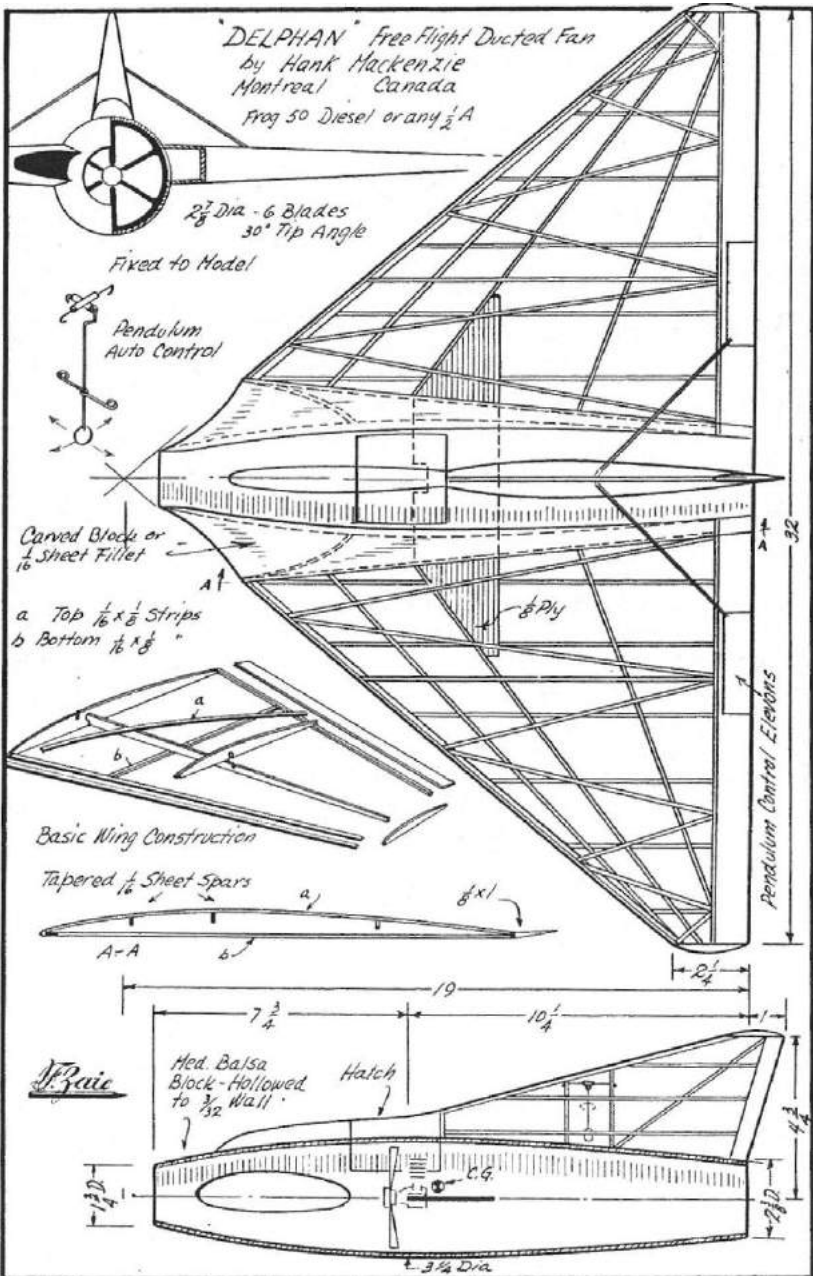 "DELPHAN" Free Flight Ducted Fan
by Hank Mackenzie
Montreal Canada
Frog 50 Diesel or any 1/2 A
2 7/8 Dia - 6 Blades
30° Tip Angle
Fixed to Model
Pendulum
Auto Control
Carved Block or
1/16 Sheet Fillet
A
A
a Top 1/16 x 1/8 Strips
b Bottom 1/16 x 1/8 "
1/8 Ply
32
a
b
Pendulum Control Elevons
Basic Wing Construction
Tapered 1/16 Sheet Spars
a
1/8 x 1
A-A
b
2 1/4
19
7 3/4
10 1/4
1
F. Zaic
Med. Balsa
Block - Hollowed
to 3/32 Wall
Hatch
4 3/4
C.G.
1 3/4 D.
2 3/8 D.
3 1/4 Dia